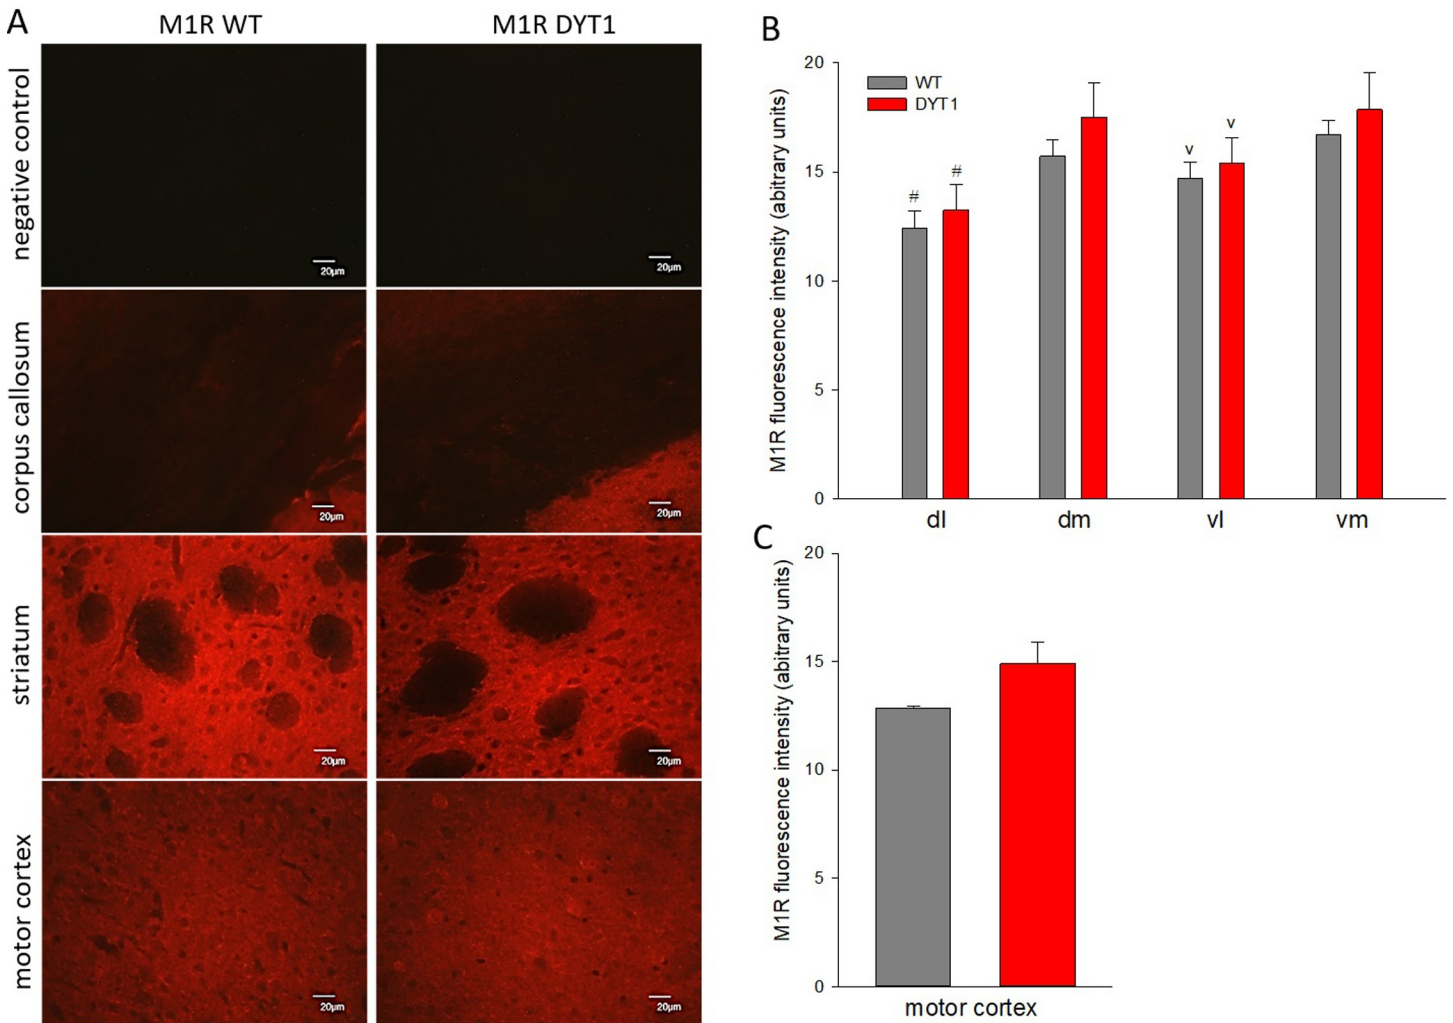 A
M1R WT
M1R DYT1
negative control
20µm
20µm
corpus callosum
20µm
20µm
striatum
20µm
20µm
motor cortex
20µm
20µm
B
M1R fluorescence intensity (abitrary units)
20
15
10
5
0
WT
DYT1
#
#
v
v
dl
dm
vl
vm
C
M1R fluorescence intensity (abitrary units)
20
15
10
5
0
motor cortex